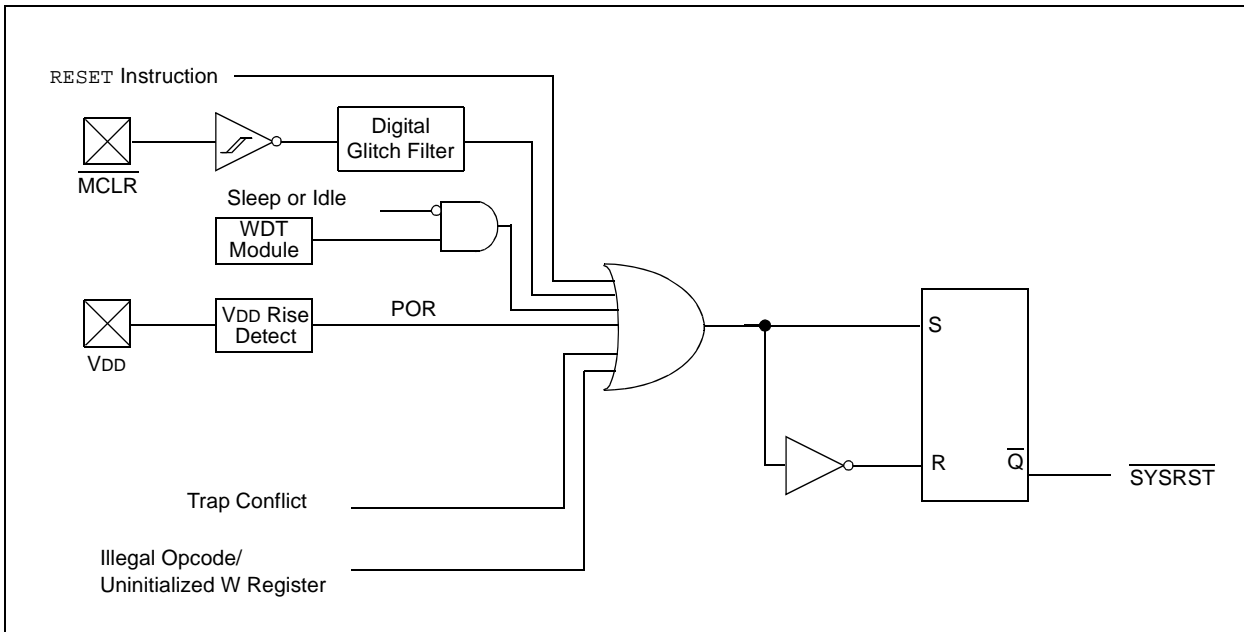 RESET Instruction
Digital
Glitch Filter
MCLR
Sleep or Idle
WDT
Module
VDD Rise
Detect
POR
VDD
S
R
Q
SYSRST
Trap Conflict
Illegal Opcode/
Uninitialized W Register